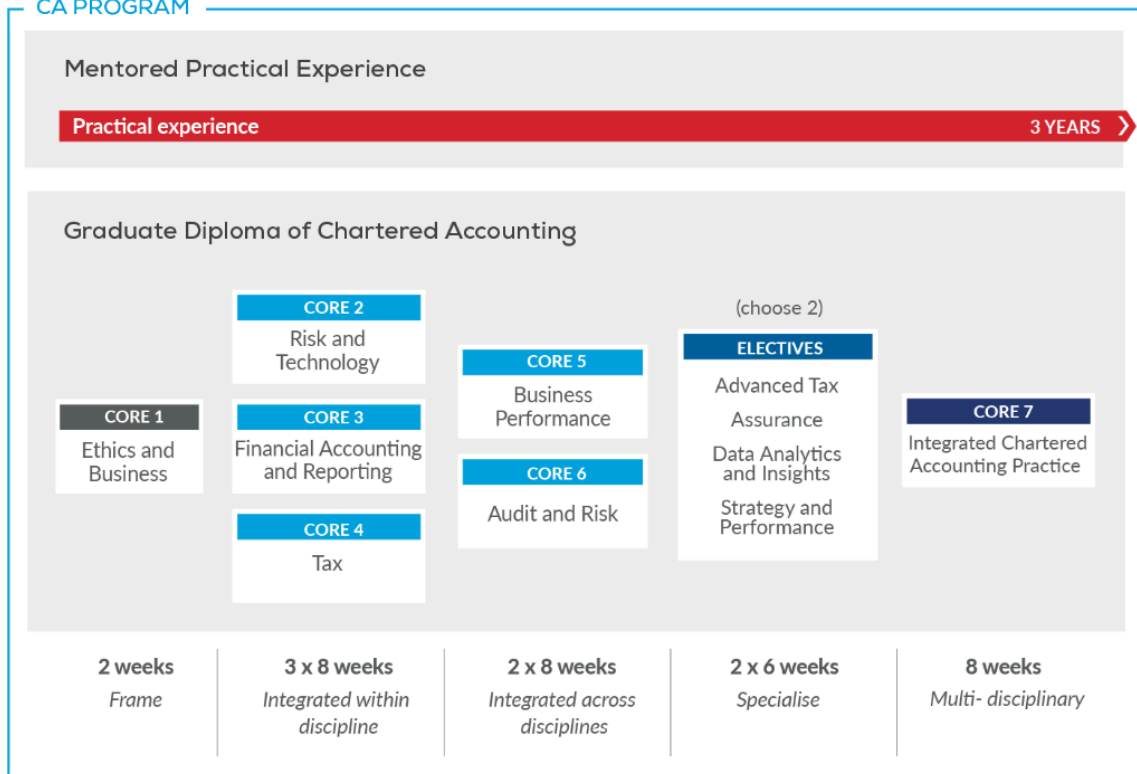 CA PROGRAM
Mentored Practical Experience
Practical experience 3 YEARS
Graduate Diploma of Chartered Accounting
CORE 1
Ethics and
Business
CORE 2
Risk and
Technology
CORE 3
Financial Accounting
and Reporting
CORE 4
Tax
CORE 5
Business
Performance
CORE 6
Audit and Risk
(choose 2)
ELECTIVES
Advanced Tax
Assurance
Data Analytics
and Insights
Strategy and
Performance
CORE 7
Integrated Chartered
Accounting Practice
2 weeks
Frame
3 x 8 weeks
Integrated within
discipline
2 x 8 weeks
Integrated across
disciplines
2 x 6 weeks
Specialise
8 weeks
Multi- disciplinary